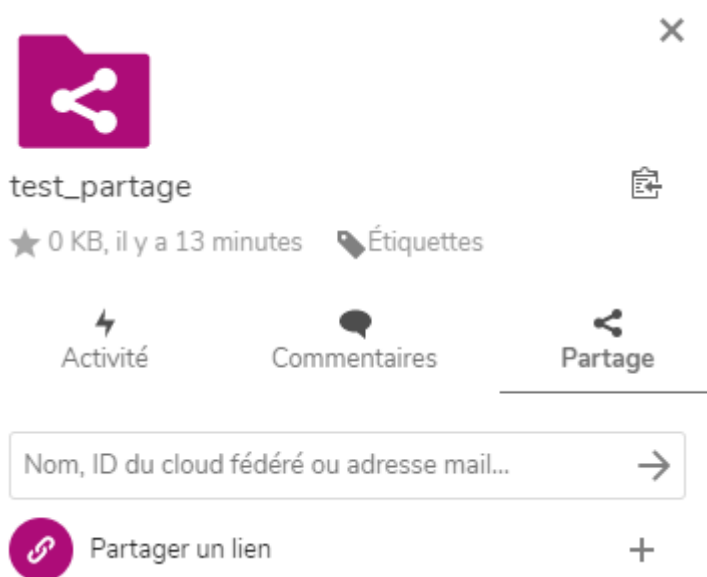 test_partage
0 KB, il y a 13 minutes Étiquettes
Activité Commentaires Partage
Nom, ID du cloud fédéré ou adresse mail...
Partager un lien